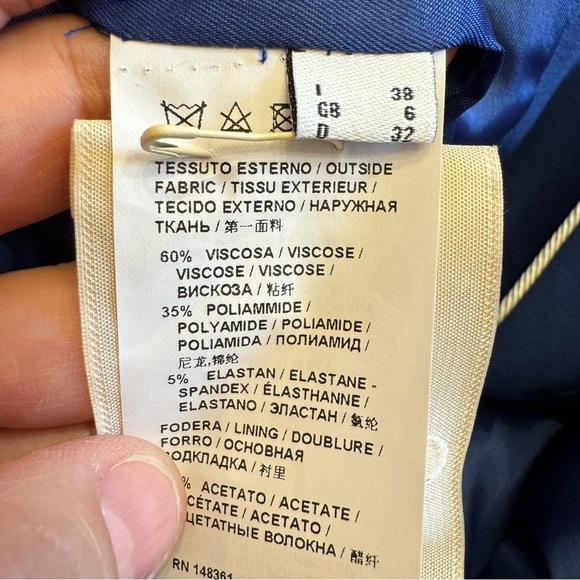 I 38
GB 6
D 32
TESSUTO ESTERNO / OUTSIDE
FABRIC / TISSU EXTERIEUR /
TECIDO EXTERNO / НАРУЖНАЯ
ТКАНЬ / 第一面料
60% VISCOSA / VISCOSE /
VISCOSE / VISCOSE /
ВИСКОЗА / 粘纤
35% POLIAMMIDE /
POLYAMIDE / POLIAMIDE /
POLIAMIDA / ПОЛИАМИД /
尼龙,锦纶
5% ELASTAN / ELASTANE -
SPANDEX / ÉLASTHANNE /
ELASTANO / ЭЛАСТАН / 氨纶
FODERA / LINING / DOUBLURE /
FORRO / ОСНОВНАЯ
ПОДКЛАДКА / 衬里
% ACETATO / ACETATE /
ACÉTATE / ACETATO /
АЦЕТАТНЫЕ ВОЛОКНА / 醋纤
RN 148361